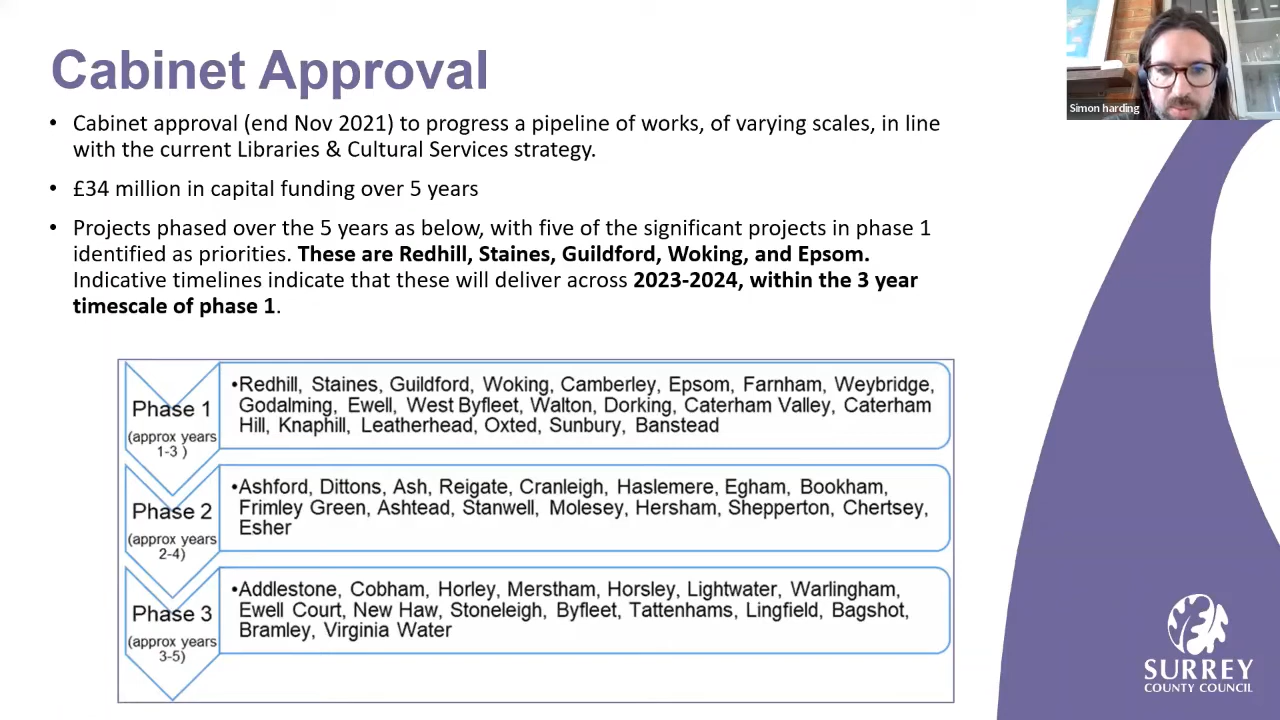 Cabinet Approval
Simon harding
• Cabinet approval (end Nov 2021) to progress a pipeline of works, of varying scales, in line
with the current Libraries & Cultural Services strategy.
• £34 million in capital funding over 5 years
• Projects phased over the 5 years as below, with five of the significant projects in phase 1
identified as priorities. These are Redhill, Staines, Guildford, Woking, and Epsom.
Indicative timelines indicate that these will deliver across 2023-2024, within the 3 year
timescale of phase 1.
Phase 1
(approx years
1-3 )
•Redhill, Staines, Guildford, Woking, Camberley, Epsom, Farnham, Weybridge,
Godalming, Ewell, West Byfleet, Walton, Dorking, Caterham Valley, Caterham
Hill, Knaphill, Leatherhead, Oxted, Sunbury, Banstead
Phase 2
(approx years
2-4)
•Ashford, Dittons, Ash, Reigate, Cranleigh, Haslemere, Egham, Bookham,
Frimley Green, Ashtead, Stanwell, Molesey, Hersham, Shepperton, Chertsey,
Esher
Phase 3
(approx years
3-5)
•Addlestone, Cobham, Horley, Merstham, Horsley, Lightwater, Warlingham,
Ewell Court, New Haw, Stoneleigh, Byfleet, Tattenhams, Lingfield, Bagshot,
Bramley, Virginia Water
SURREY
COUNTY COUNCIL